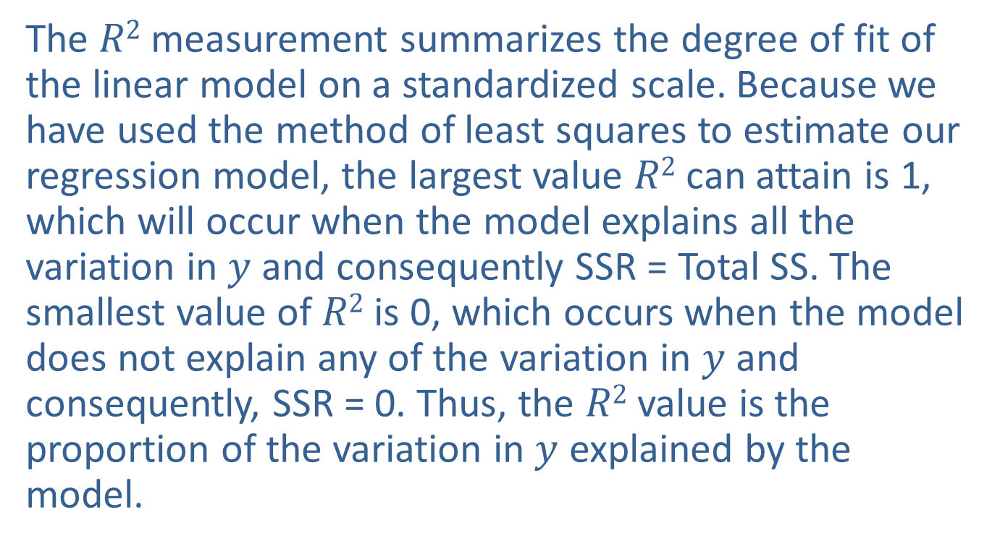 The R² measurement summarizes the degree of fit of
the linear model on a standardized scale. Because we
have used the method of least squares to estimate our
regression model, the largest value R² can attain is 1,
which will occur when the model explains all the
variation in y and consequently SSR = Total SS. The
smallest value of R² is 0, which occurs when the model
does not explain any of the variation in y and
consequently, SSR = 0. Thus, the R² value is the
proportion of the variation in y explained by the
model.